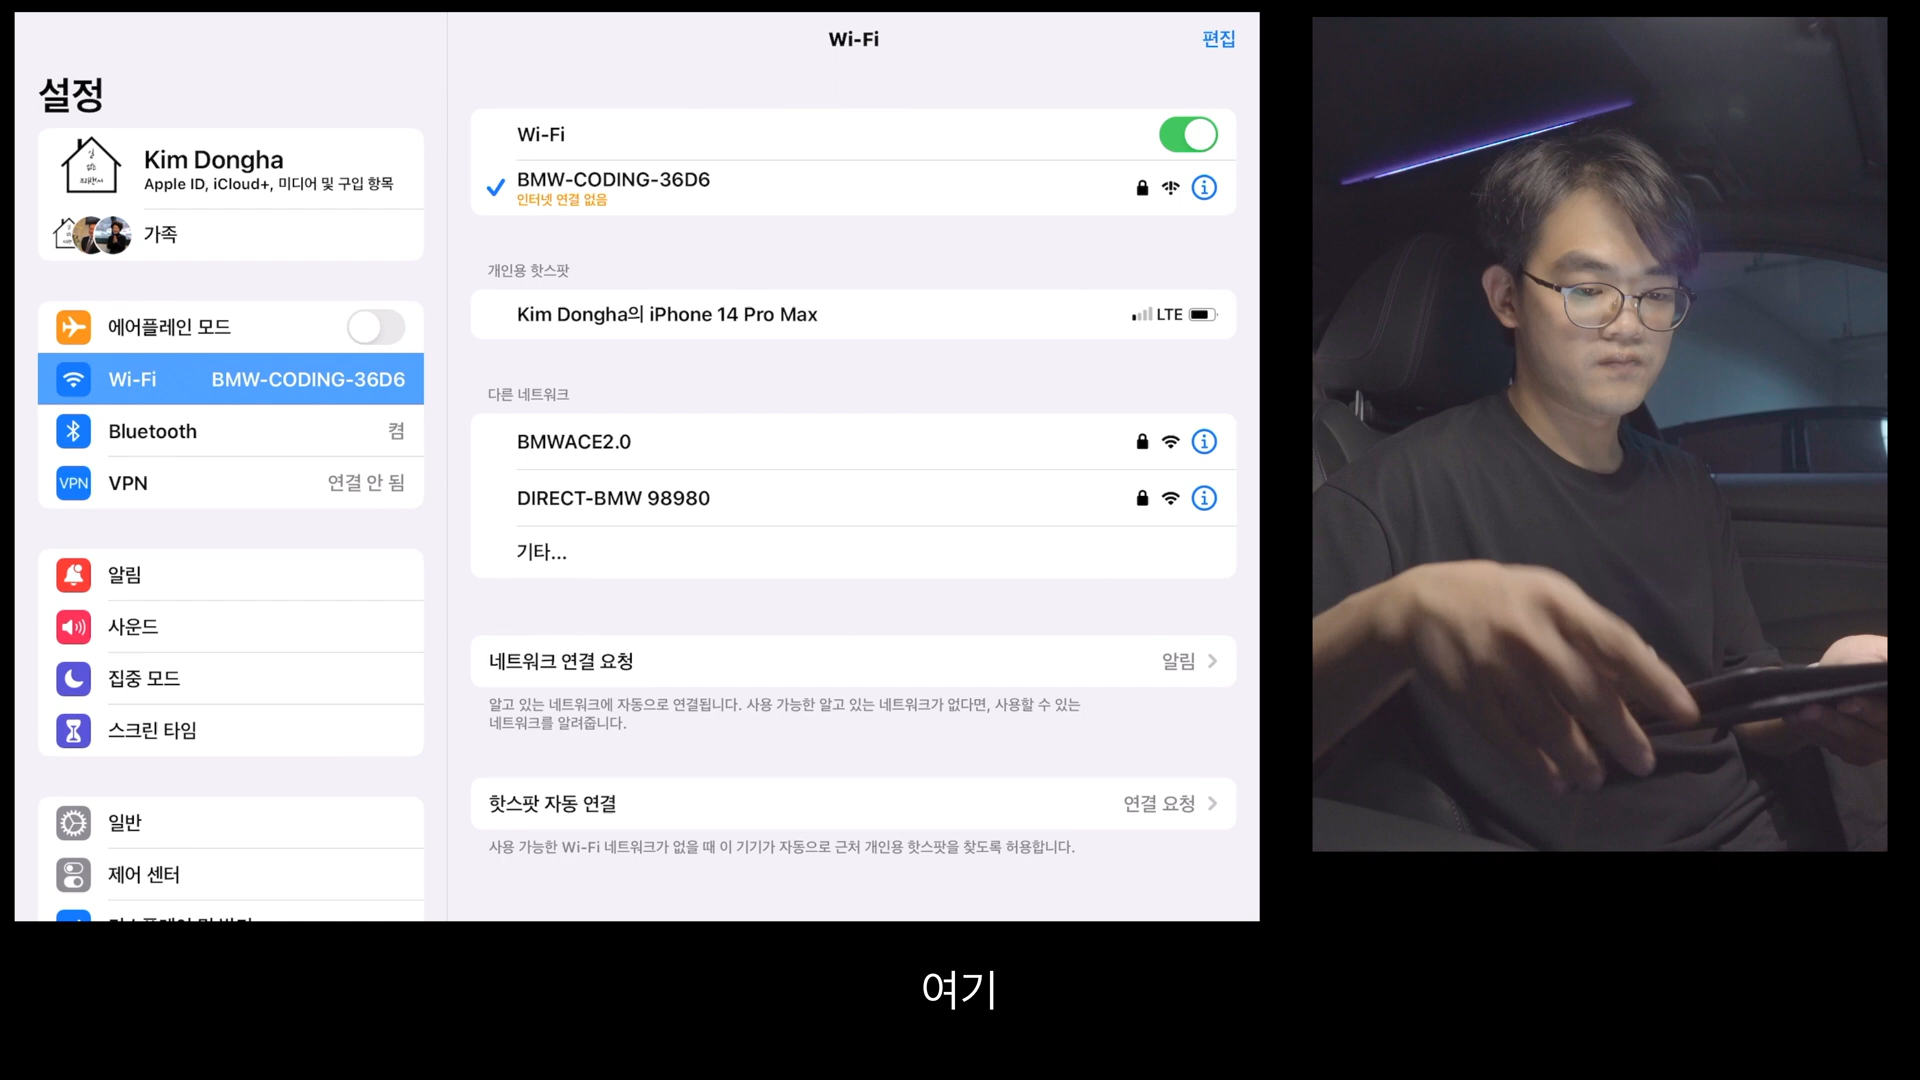 설정
Kim Dongha
Apple ID, iCloud+, 미디어 및 구입 항목
가족
에어플레인 모드
Wi-Fi BMW-CODING-36D6
Bluetooth 켬
VPN VPN 연결 안 됨
알림
사운드
집중 모드
스크린 타임
일반
제어 센터
Wi-Fi
편집
Wi-Fi
BMW-CODING-36D6
인터넷 연결 없음
개인용 핫스팟
Kim Dongha의 iPhone 14 Pro Max LTE
다른 네트워크
BMWACE2.0
DIRECT-BMW 98980
기타...
네트워크 연결 요청 알림
알고 있는 네트워크에 자동으로 연결됩니다. 사용 가능한 알고 있는 네트워크가 없다면, 사용할 수 있는
네트워크를 알려줍니다.
핫스팟 자동 연결 연결 요청
사용 가능한 Wi-Fi 네트워크가 없을 때 이 기기가 자동으로 근처 개인용 핫스팟을 찾도록 허용합니다.
여기